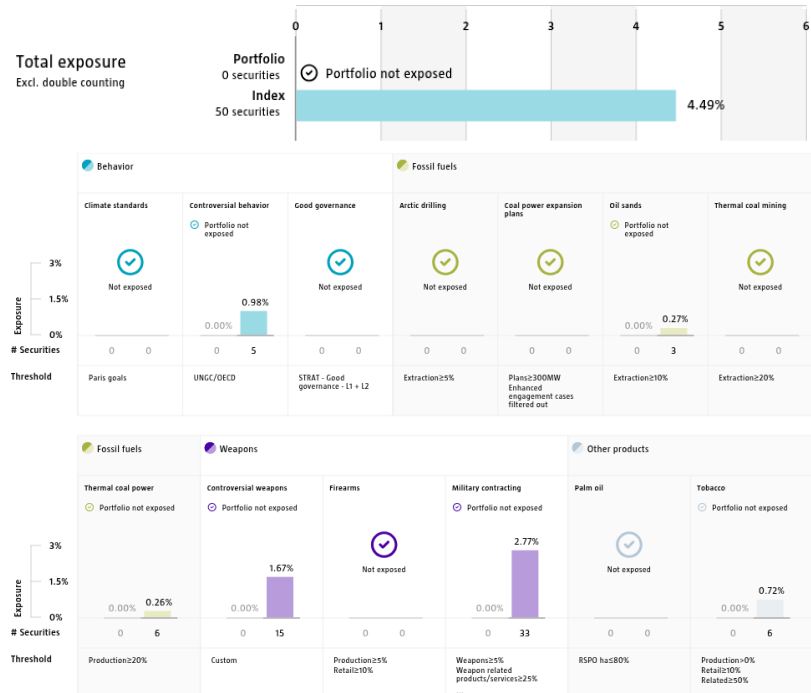 0 1 2 3 4 5 6
Total exposure
Excl. double counting
Portfolio
0 securities
Portfolio not exposed
Index
50 securities
4.49%
Behavior
Fossil fuels
Climate standards
Controversial behavior
Good governance
Arctic drilling
Coal power expansion
plans
Oil sands
Thermal coal mining
Portfolio not
exposed
Portfolio not
exposed
Not exposed
Not exposed
Not exposed
Not exposed
Not exposed
Exposure
3%
1.5%
0%
0.00% 0.98%
0.00% 0.27%
# Securities 0 0 0 5 0 0 0 0 0 0 0 3 0 0
Threshold
Paris goals
UNGC/OECD
STRAT - Good
governance - L1 + L2
Extraction≥5%
Plans≥300MW
Enhanced
engagement cases
filtered out
Extraction≥10%
Extraction≥20%
Fossil fuels
Weapons
Other products
Thermal coal power
Controversial weapons
Firearms
Military contracting
Palm oil
Tobacco
Portfolio not exposed
Portfolio not exposed
Portfolio not exposed
Portfolio not exposed
Not exposed
Not exposed
Exposure
3%
1.5%
0%
0.00% 0.26%
0.00% 1.67%
0.00% 2.77%
0.00% 0.72%
# Securities 0 6 0 15 0 0 0 33 0 0 0 6
Threshold
Production≥20%
Custom
Production≥5%
Retail≥10%
Weapons≥5%
Weapon related
products/services≥25%
RSPO ha≤80%
Production>0%
Retail≥10%
Related≥50%